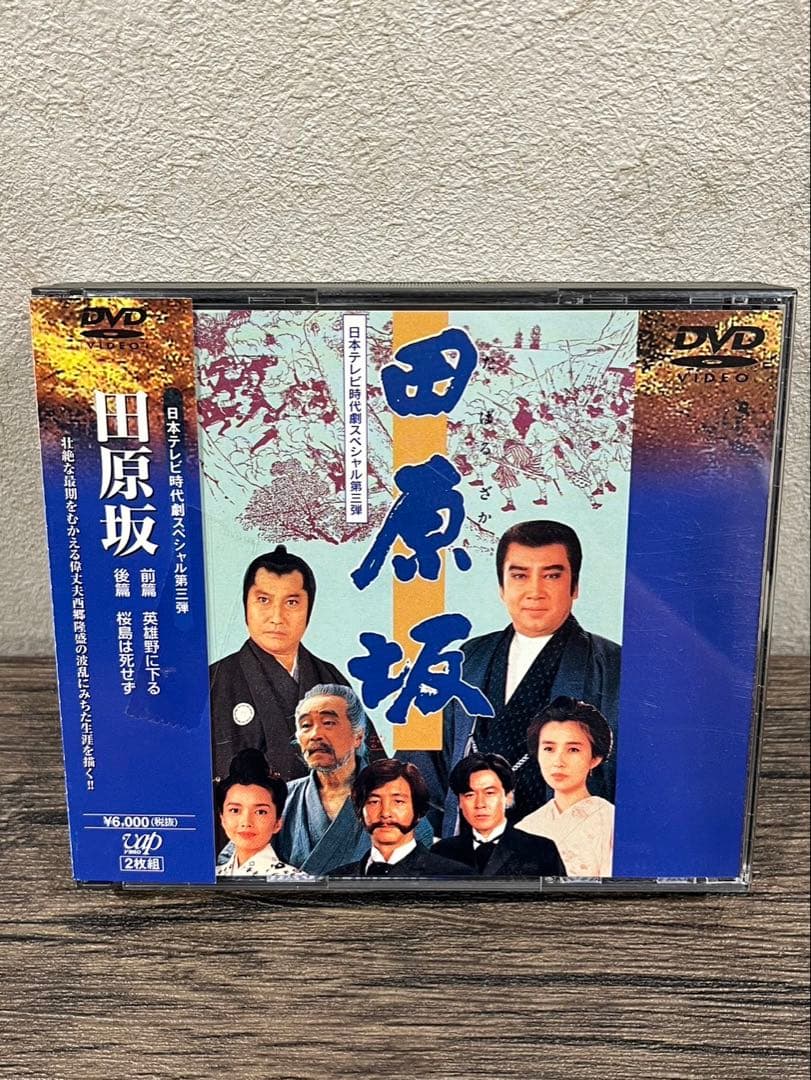 DVD
VIDEO
日本テレビ時代劇スペシャル第三弾
田原坂
前篇 英雄野に下る
後篇 桜島は死せず
壮絶な最期をむかえる偉丈夫西郷隆盛の波乱にみちた生涯を描く!!
¥6,000(税抜)
vap
VIDEO
2枚組
日本テレビ時代劇スペシャル第三弾
田原坂
ばるざか
DVD
VIDEO